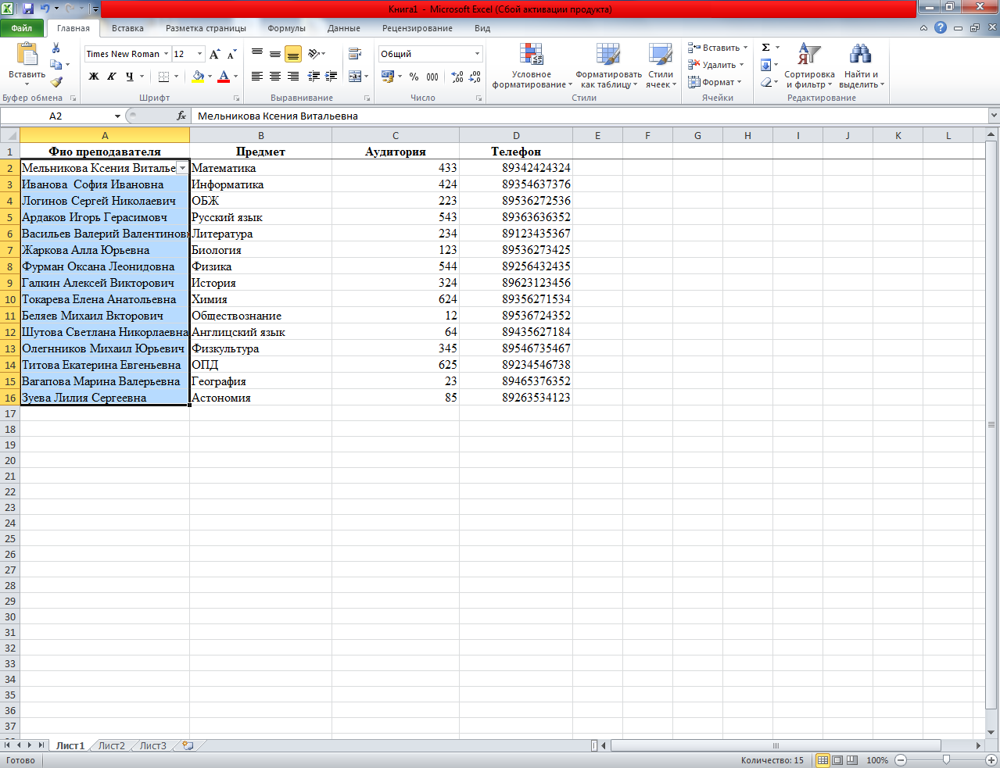 Книга1 - Microsoft Excel (Сбой активации продукта)
Файл Главная Вставка Разметка страницы Формулы Данные Рецензирование Вид
Вставить
Буфер обмена
Times New Roman 12
Ж К Ч
Шрифт
Выравнивание
Общий
% 000
Число
Условное форматирование
Форматировать как таблицу
Стили ячеек
Стили
Вставить
Удалить
Формат
Ячейки
Сортировка и фильтр
Найти и выделить
Редактирование
A2 fx Мельникова Ксения Витальевна
A B C D E F G H I J K L
1 Фио преподавателя Предмет Аудитория Телефон
2 Мельникова Ксения Виталье Математика 433 89342424324
3 Иванова  София Ивановна Информатика 424 89354637376
4 Логинов Сергей Николаевич ОБЖ 223 89536272536
5 Ардаков Игорь Герасимовч Русский язык 543 89363636352
6 Васильев Валерий Валентинови Литература 234 89123435367
7 Жаркова Алла Юрьевна Биология 123 89536273425
8 Фурман Оксана Леонидовна Физика 544 89256432435
9 Галкин Алексей Викторович История 324 89623123456
10 Токарева Елена Анатольевна Химия 624 89356271534
11 Беляев Михаил Вкторович Обществознание 12 89536724352
12 Шутова Светлана Никорлаевна Англицский язык 64 89435627184
13 Олегнников Михаил Юрьевич Физкультура 345 89546735467
14 Титова Екатерина Евгеньевна ОПД 625 89234546738
15 Вагапова Марина Валерьевна География 23 89465376352
16 Зуева Лилия Сергеевна Астономия 85 89263534123
17
18
19
20
21
22
23
24
25
26
27
28
29
30
31
32
33
34
35
36
37
Лист1 Лист2 Лист3
Готово Количество: 15 100%